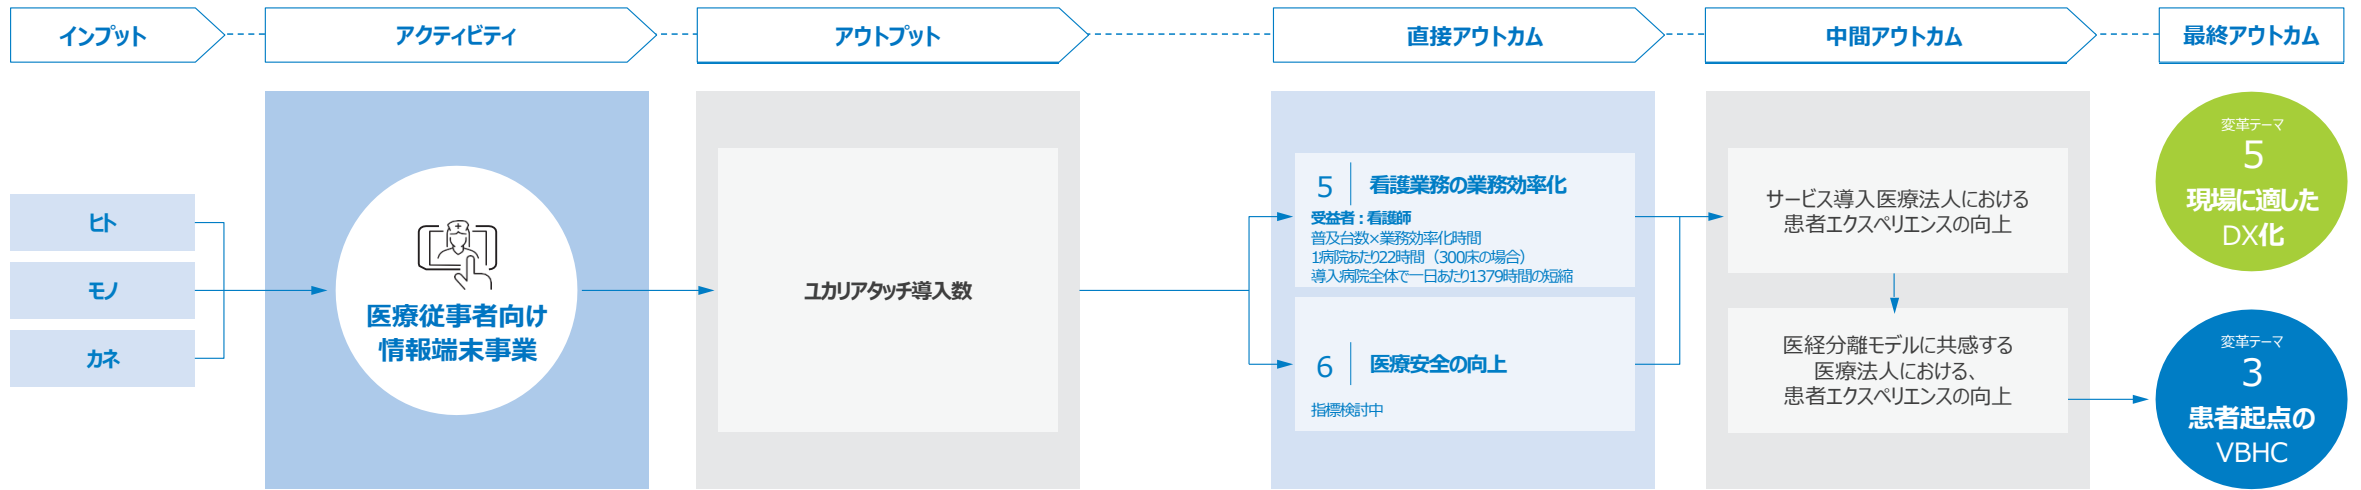 インプット
アクティビティ
アウトプット
直接アウトカム
中間アウトカム
最終アウトカム
ヒト
モノ
カネ
医療従事者向け
情報端末事業
ユカリアタッチ導入数
5
看護業務の業務効率化
受益者：看護師
普及台数×業務効率化時間
1病院あたり22時間（300床の場合）
導入病院全体で一日あたり1379時間の短縮
6
医療安全の向上
指標検討中
サービス導入医療法人における
患者エクスペリエンスの向上
医経分離モデルに共感する
医療法人における、
患者エクスペリエンスの向上
変革テーマ
5
現場に適した
DX化
変革テーマ
3
患者起点の
VBHC